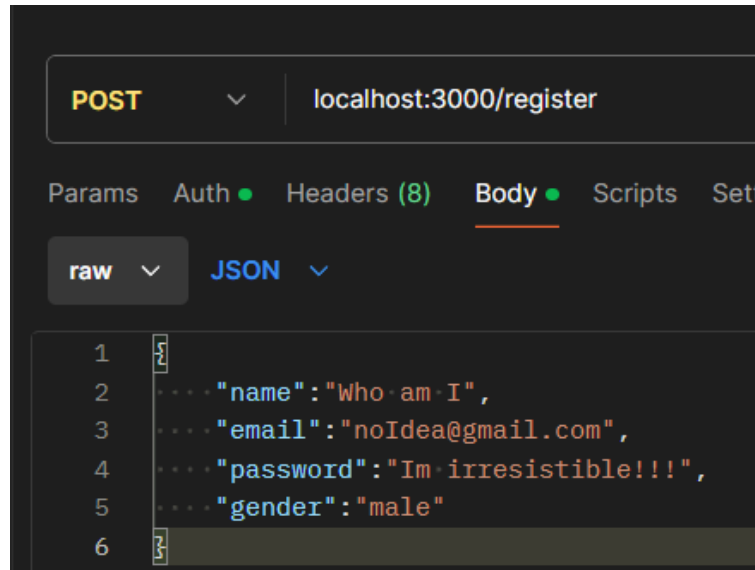 POST localhost:3000/register
Params Auth Headers (8) Body Scripts
raw JSON
1 {
2 "name":"Who am I",
3 "email":"noIdea@gmail.com",
4 "password":"Im irresistible!!!",
5 "gender":"male"
6 }